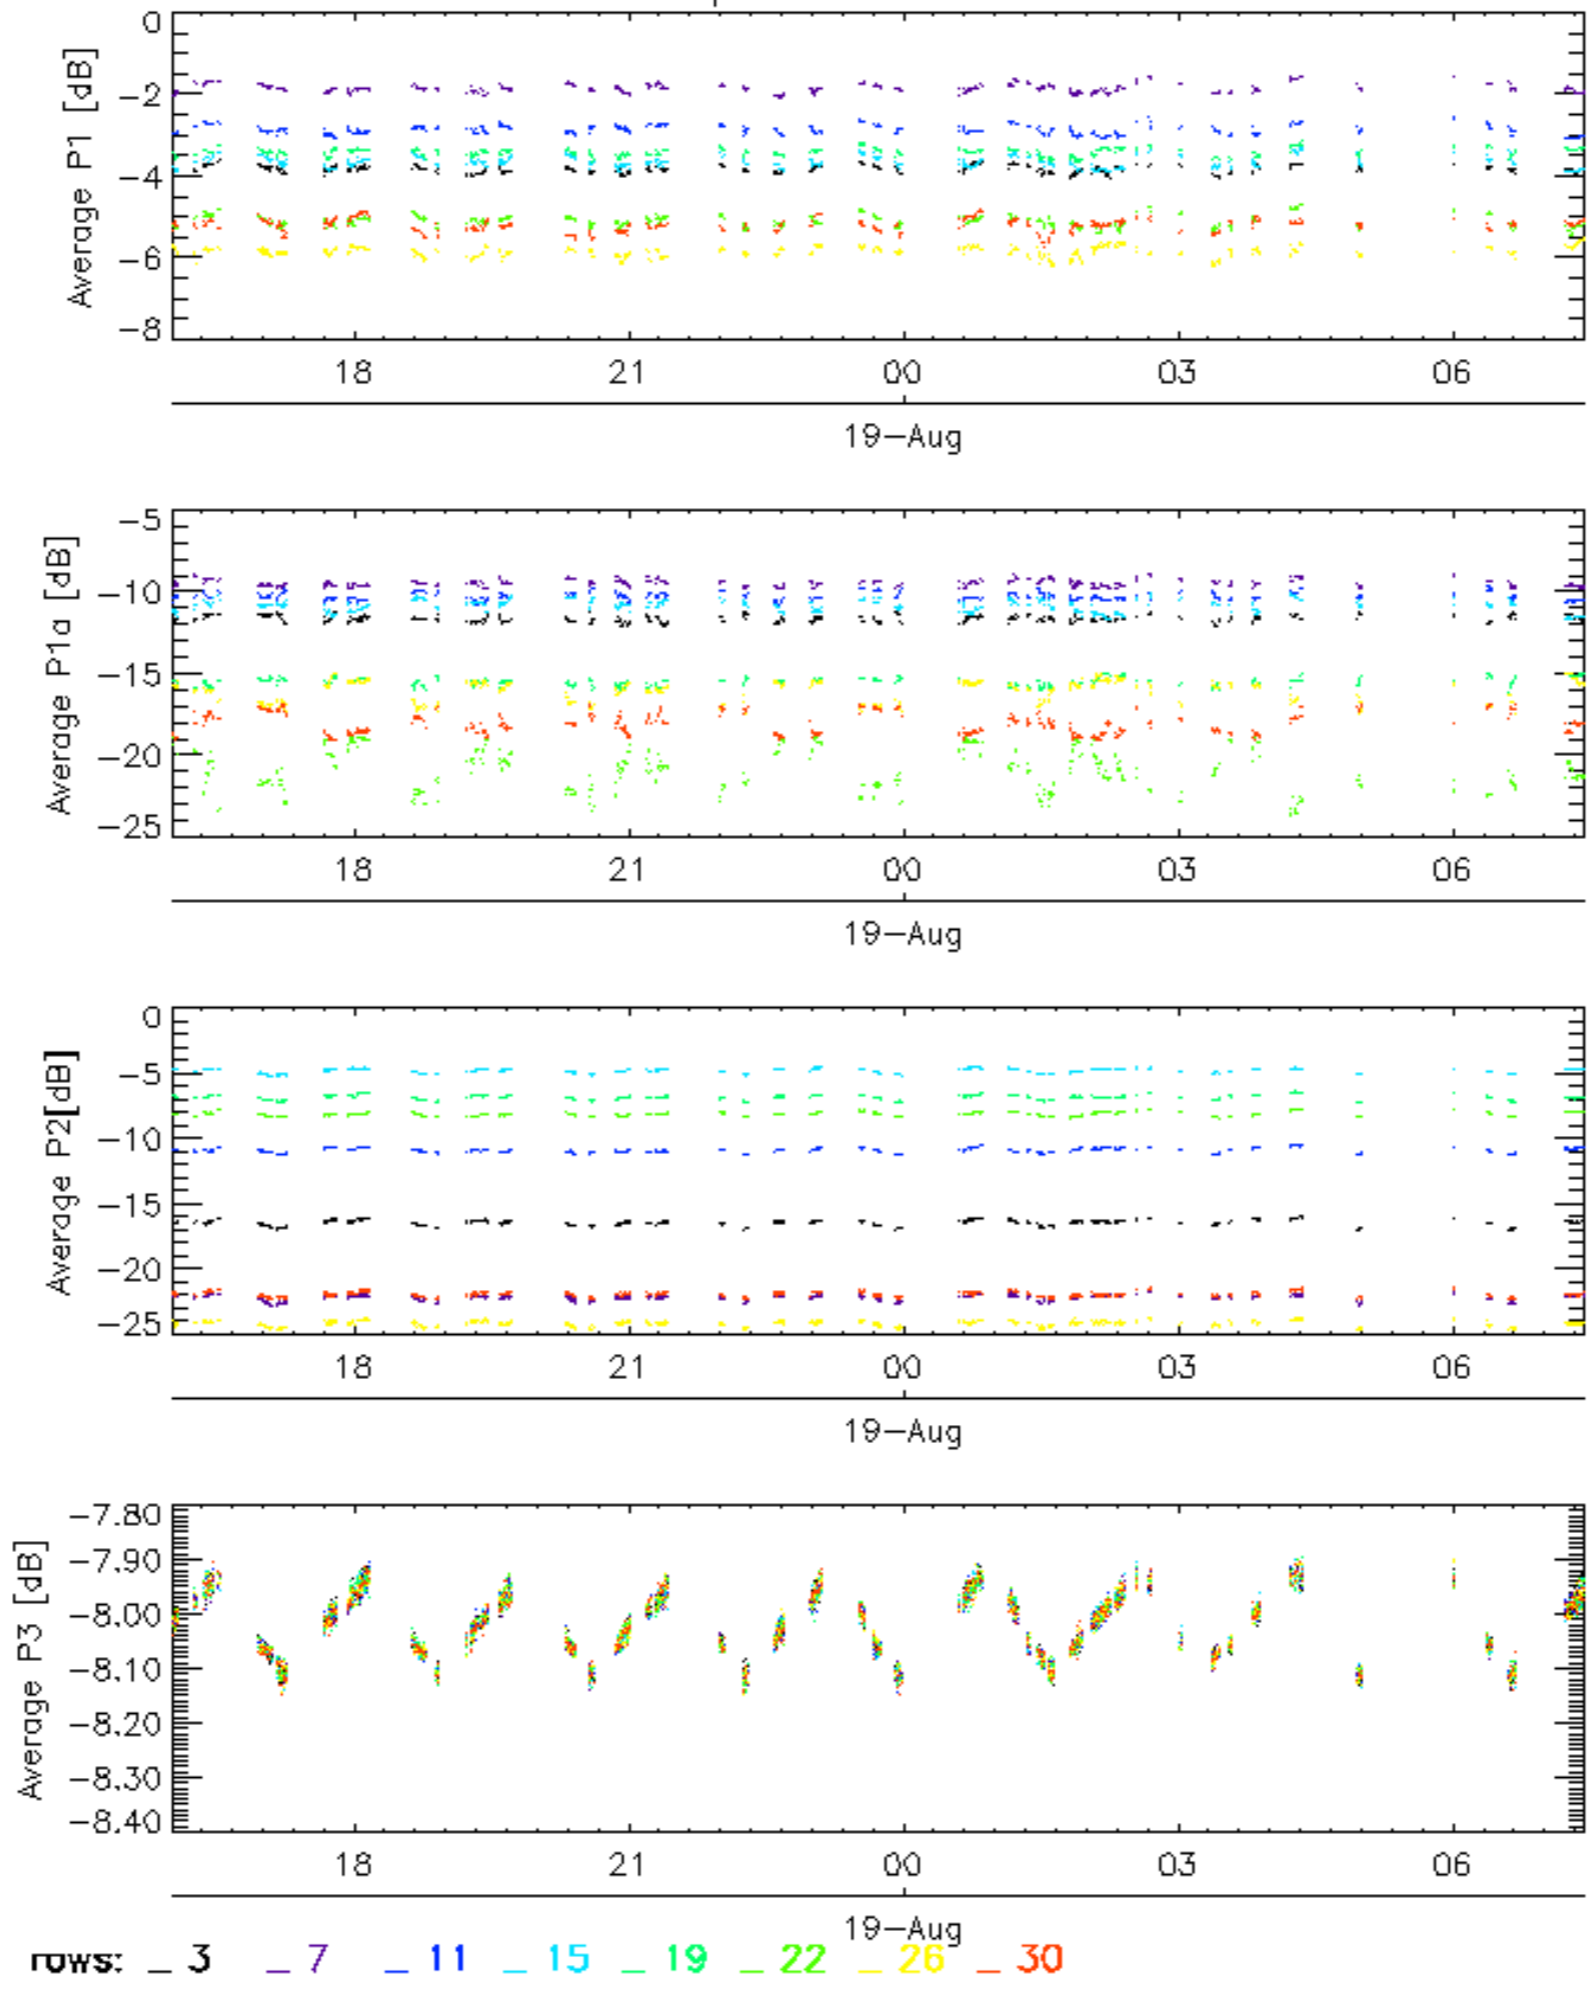 0
-2
-4
-6
-8
Average P1 [dB]
18 21 00 03 06
19-Aug
-5
-10
-15
-20
-25
Average P1a [dB]
18 21 00 03 06
19-Aug
0
-5
-10
-15
-20
-25
Average P2[dB]
18 21 00 03 06
19-Aug
-7.80
-7.90
-8.00
-8.10
-8.20
-8.30
-8.40
Average P3 [dB]
18 21 00 03 06
19-Aug
rows: _ 3 _ 7 _ 11 _ 15 _ 19 _ 22 _ 26 _ 30